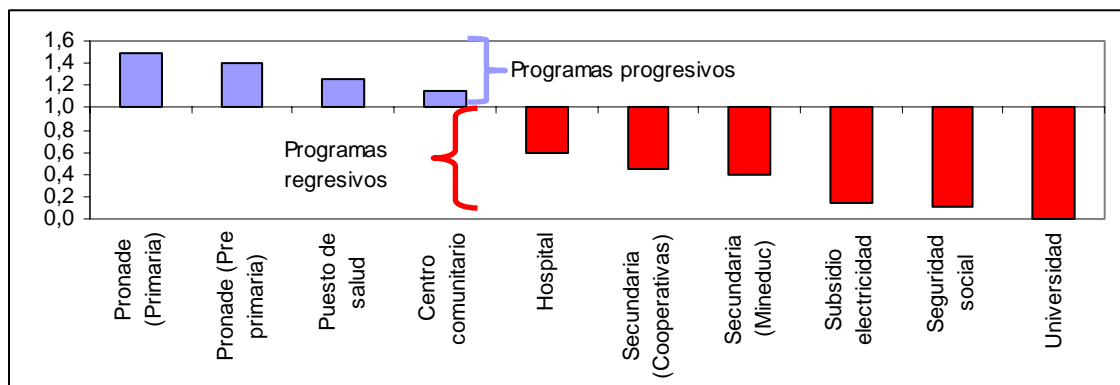 1,6
1,4
1,2
1,0
0,8
0,6
0,4
0,2
0,0
Programas progresivos
Programas
regresivos
Pronade
(Primaria)
Pronade (Pre
primaria)
Puesto de
salud
Centro
comunitario
Hospital
Secundaria
(Cooperativas)
Secundaria
(Mineduc)
Subsidio
electricidad
Seguridad
social
Universidad